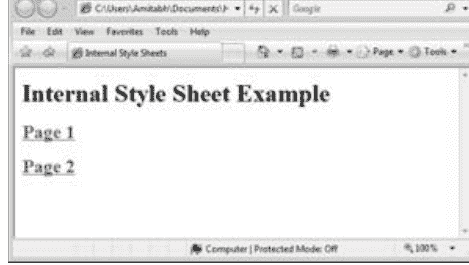 C:\Users\Amitabh\Documents\ Google
File Edit View Favorites Tools Help
Internal Style Sheets Page Tools
Internal Style Sheet Example
Page 1
Page 2
Computer | Protected Mode: Off 100%